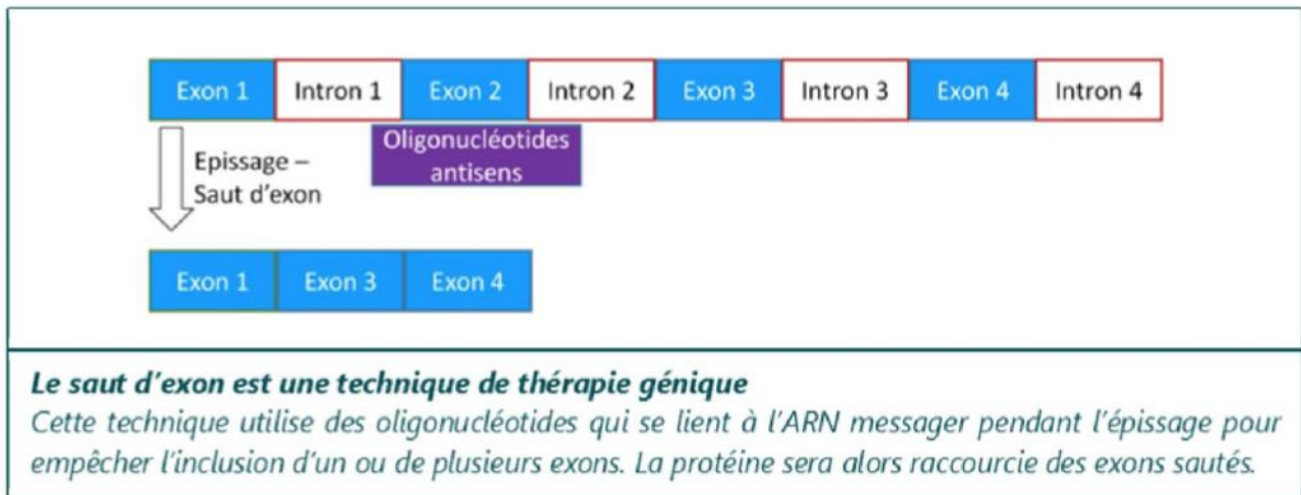 Exon 1 Intron 1 Exon 2 Intron 2 Exon 3 Intron 3 Exon 4 Intron 4
Oligonucléotides
antisens
Epissage –
Saut d'exon
Exon 1 Exon 3 Exon 4
Le saut d'exon est une technique de thérapie génique
Cette technique utilise des oligonucléotides qui se lient à l'ARN messager pendant l'épissage pour
empêcher l'inclusion d'un ou de plusieurs exons. La protéine sera alors raccourcie des exons sautés.